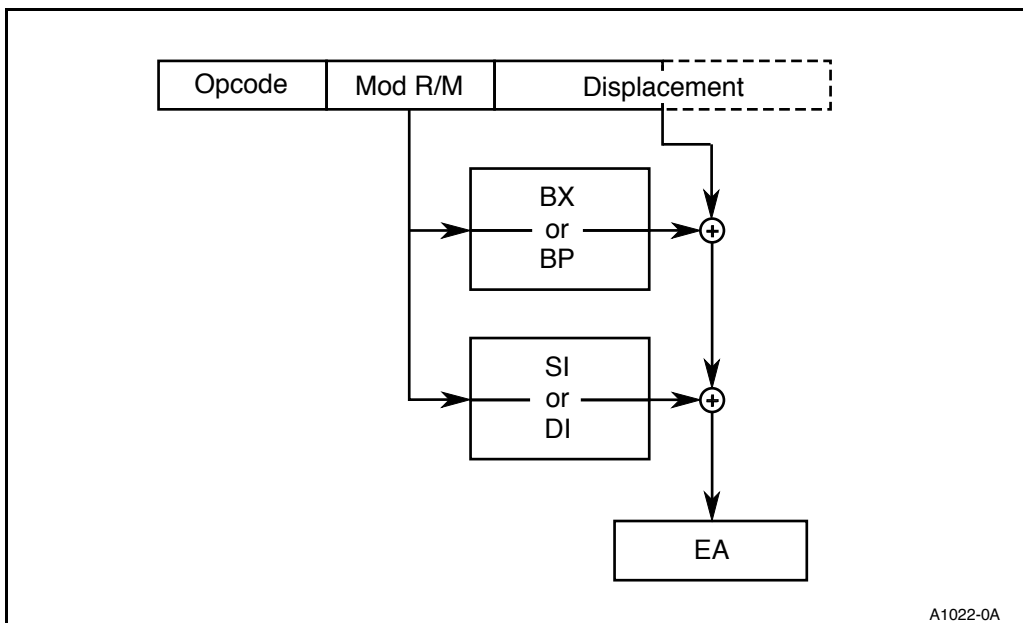 Opcode Mod R/M Displacement
BX
or
BP
SI
or
DI
EA
A1022-0A